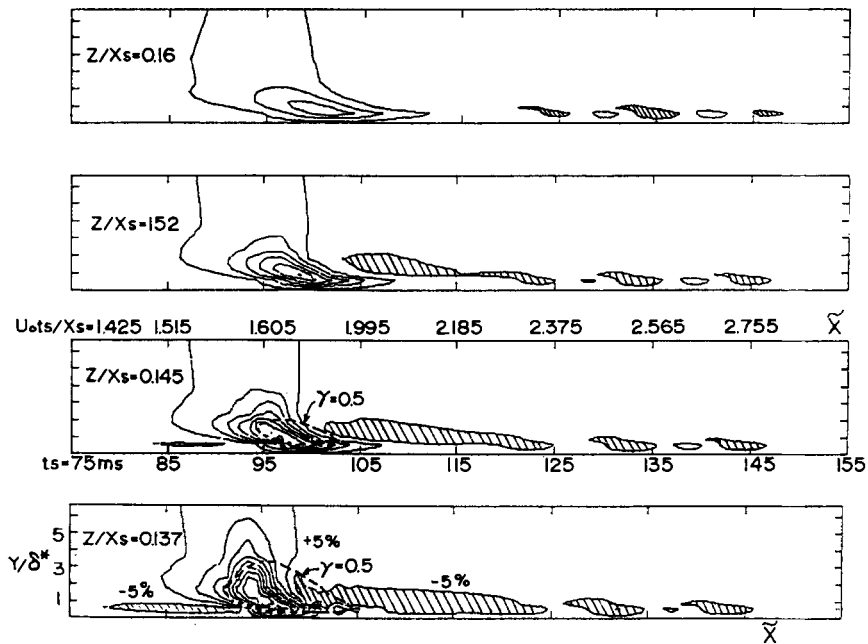 Z/Xs=0.16
Z/Xs=152
Uots/Xs=1.425 1.515 1.605 1.995 2.185 2.375 2.565 2.755 X̃
Z/Xs=0.145
γ=0.5
ts=75ms 85 95 105 115 125 135 145 155
Z/Xs=0.137
+5%
γ=0.5
Y/δ*
5
3
1
-5%
-5%
X̃